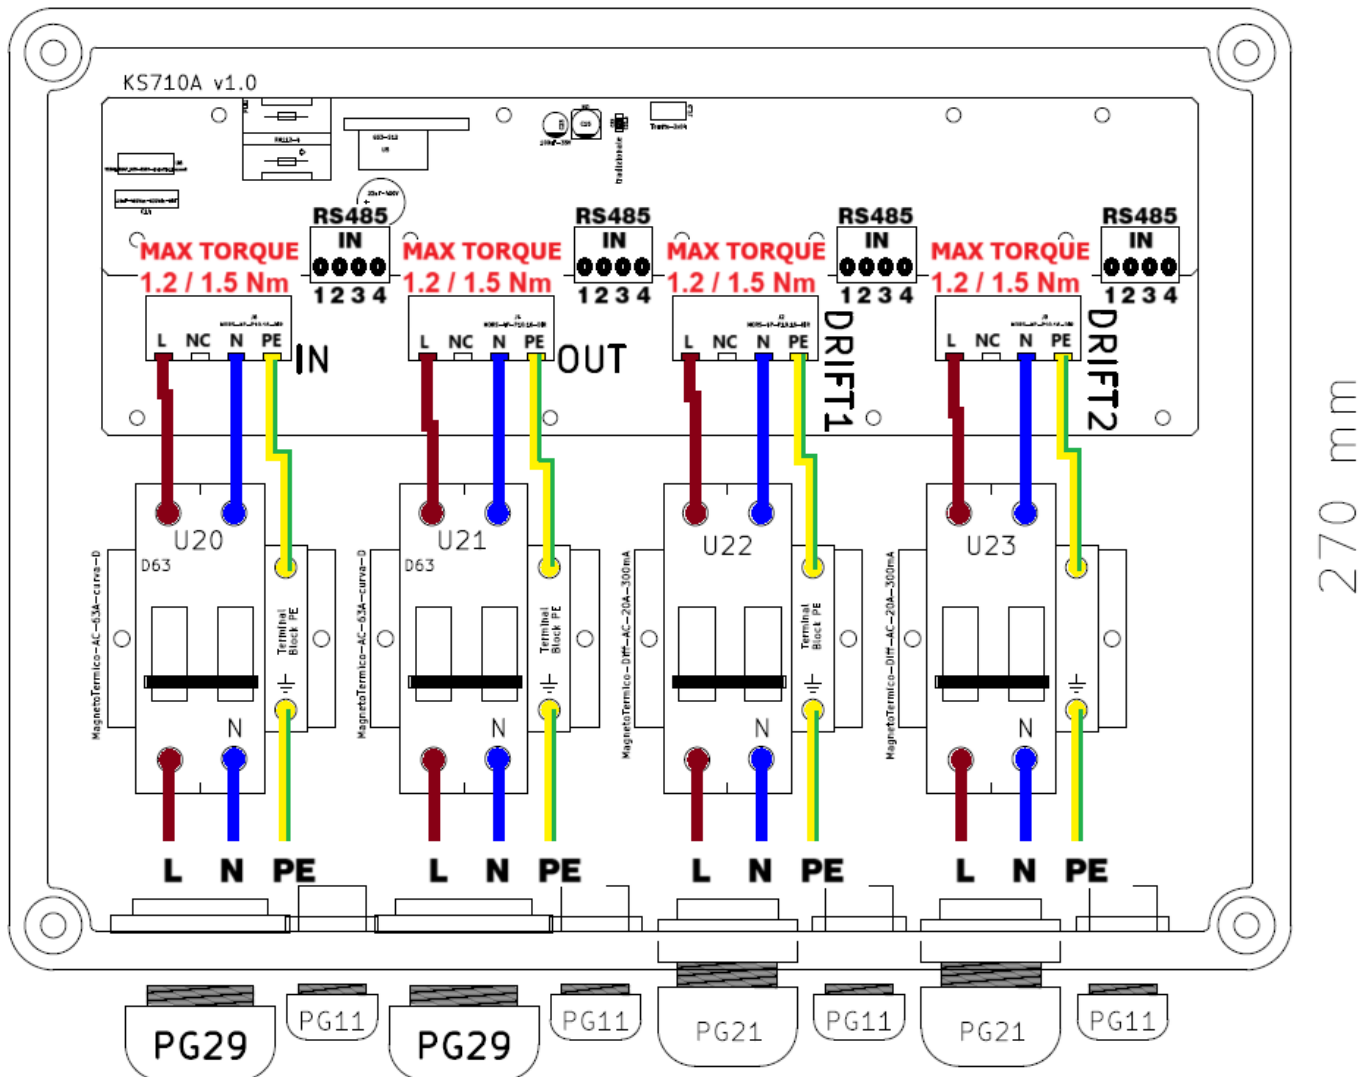 KS710A v1.0
100uF-35V
tradizionale
RS485
IN
1 2 3 4
RS485
IN
1 2 3 4
RS485
IN
1 2 3 4
RS485
IN
1 2 3 4
MAX TORQUE
1.2 / 1.5 Nm
MAX TORQUE
1.2 / 1.5 Nm
MAX TORQUE
1.2 / 1.5 Nm
MAX TORQUE
1.2 / 1.5 Nm
L NC N PE
IN
L NC N PE
OUT
L NC N PE
DRIFT1
L NC N PE
DRIFT2
270 mm
MagnetoTermico-AC-63A-curva-D
U20
D63
Terminal
Block PE
N
MagnetoTermico-AC-63A-curva-D
U21
D63
Terminal
Block PE
N
MagnetoTermico-Diff-AC-20A-300mA
U22
Terminal
Block PE
N
MagnetoTermico-Diff-AC-20A-300mA
U23
N
L N PE
L N PE
L N PE
L N PE
PG29
PG11
PG29
PG11
PG21
PG11
PG21
PG11